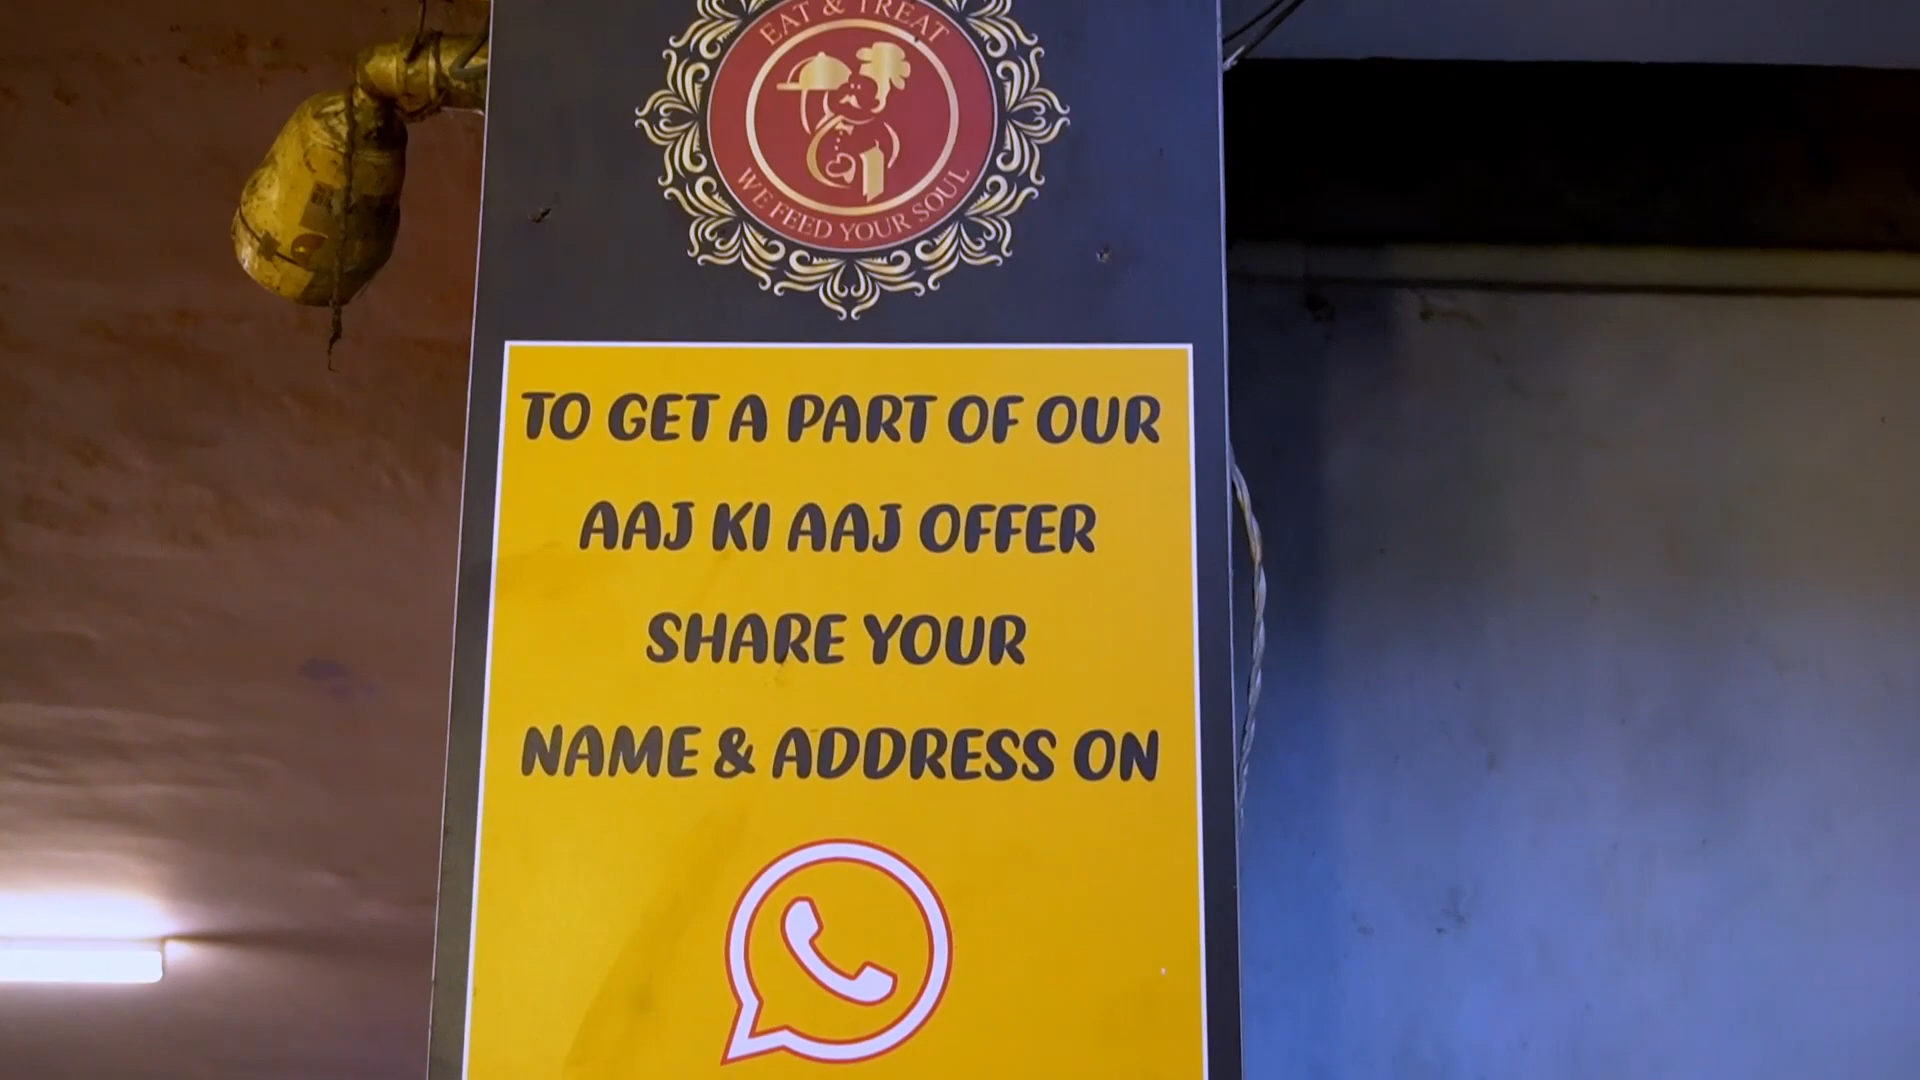 EAT & TREAT
WE FEED YOUR SOUL
TO GET A PART OF OUR
AAJ KI AAJ OFFER
SHARE YOUR
NAME & ADDRESS ON